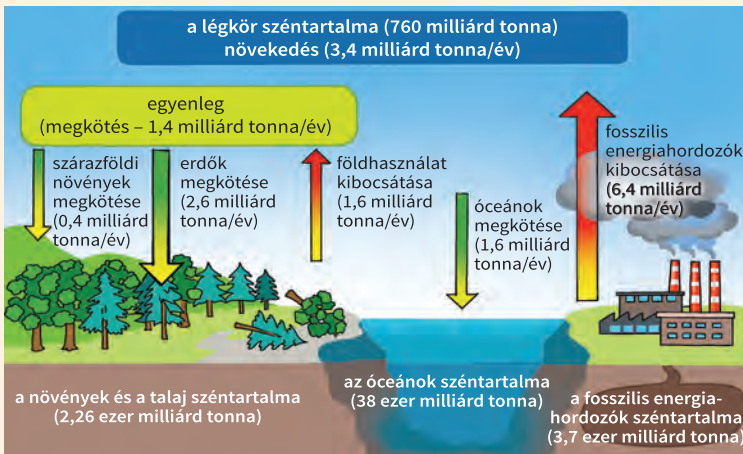 a légkör széntartalma (760 milliárd tonna)
növekedés (3,4 milliárd tonna/év)
egyenleg
(megkötés – 1,4 milliárd tonna/év)
szárazföldi
növények
megkötése
(0,4 milliárd
tonna/év)
erdők
megkötése
(2,6 milliárd
tonna/év)
földhasználat
kibocsátása
(1,6 milliárd
tonna/év)
óceánok
megkötése
(1,6 milliárd
tonna/év)
fosszilis
energiahordozók
kibocsátása
(6,4 milliárd
tonna/év)
a növények és a talaj széntartalma
(2,26 ezer milliárd tonna)
az óceánok széntartalma
(38 ezer milliárd tonna)
a fosszilis energia-
hordozók széntartalma
(3,7 ezer milliárd tonna)